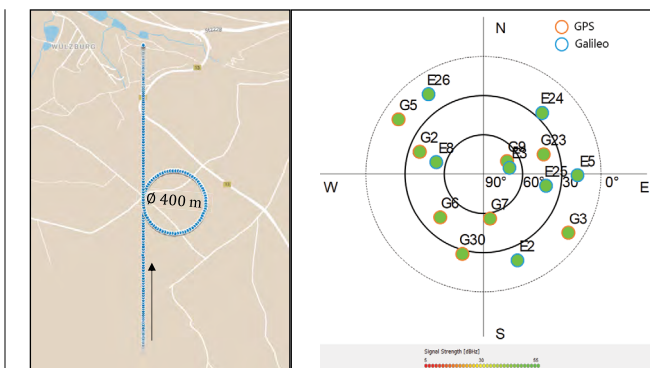 WÜLZBURG
Ø 400 m
N
GPS
Galileo
E26
E24
G5
G2
E8
G9
E3
G23
E5
E25
W
90°
60°
30
0°
E
G6
G7
G3
G30
E2
S
Signal Strength [dBHz]
5
30
55